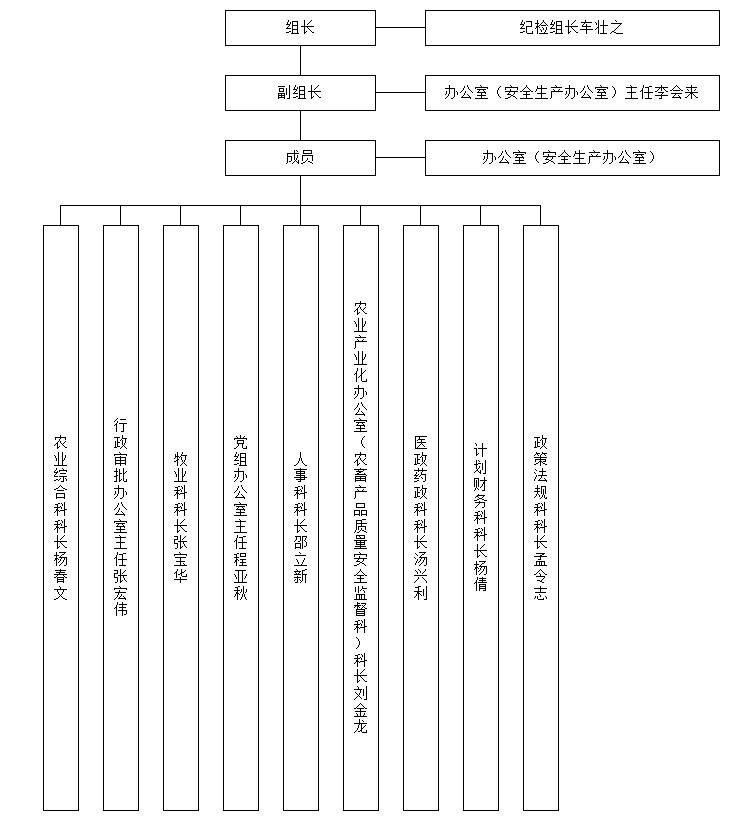 组长
纪检组长车壮之
副组长
办公室（安全生产办公室）主任李会来
成员
办公室（安全生产办公室）
农业综合科科长杨春文
行政审批办公室主任张宏伟
牧业科科长张宝华
党组办公室主任程亚秋
人事科科长邵立新
农业产业化办公室（农畜产品质量安全监督科）科长刘金龙
医政药政科科长汤兴利
计划财务科科长杨倩
政策法规科科长孟令志